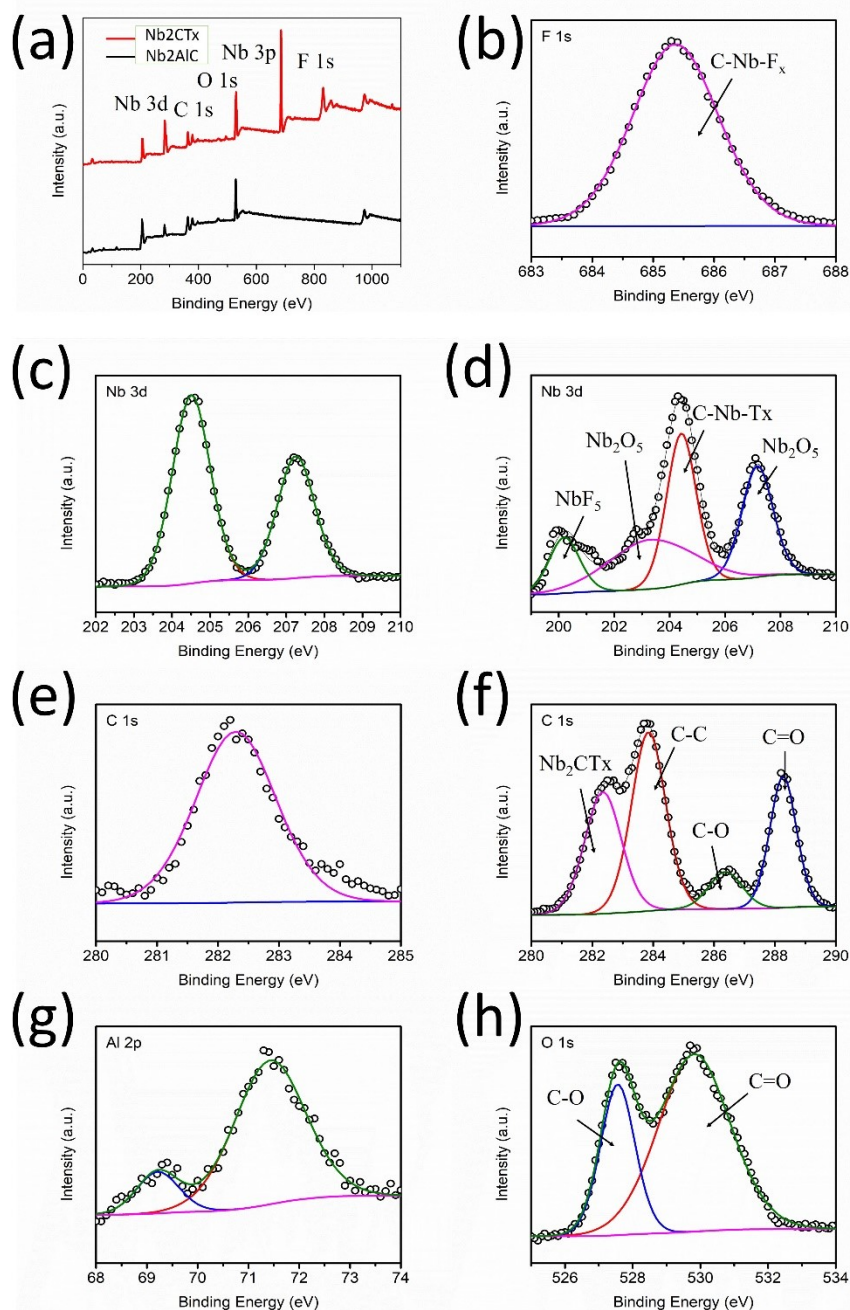 (a)
Nb2CTx
Nb2AlC
Nb 3d
C 1s
O 1s
Nb 3p
F 1s
Intensity (a.u.)
0 200 400 600 800 1000
Binding Energy (eV)
(b)
F 1s
C-Nb-Fx
Intensity (a.u.)
683 684 685 686 687 688
Binding Energy (eV)
(c)
Nb 3d
Intensity (a.u.)
202 203 204 205 206 207 208 209 210
Binding Energy (eV)
(d)
Nb 3d
C-Nb-Tx
Nb₂O₅
Nb₂O₅
NbF₅
Intensity (a.u.)
200 202 204 206 208 210
Binding Energy (eV)
(e)
C 1s
Intensity (a.u.)
280 281 282 283 284 285
Binding Energy (eV)
(f)
C 1s
C-C
C=O
Nb₂CTx
C-O
Intensity (a.u.)
280 282 284 286 288 290
Binding Energy (eV)
(g)
Al 2p
Intensity (a.u.)
68 69 70 71 72 73 74
Binding Energy (eV)
(h)
O 1s
C-O
C=O
Intensity (a.u.)
526 528 530 532 534
Binding Energy (eV)